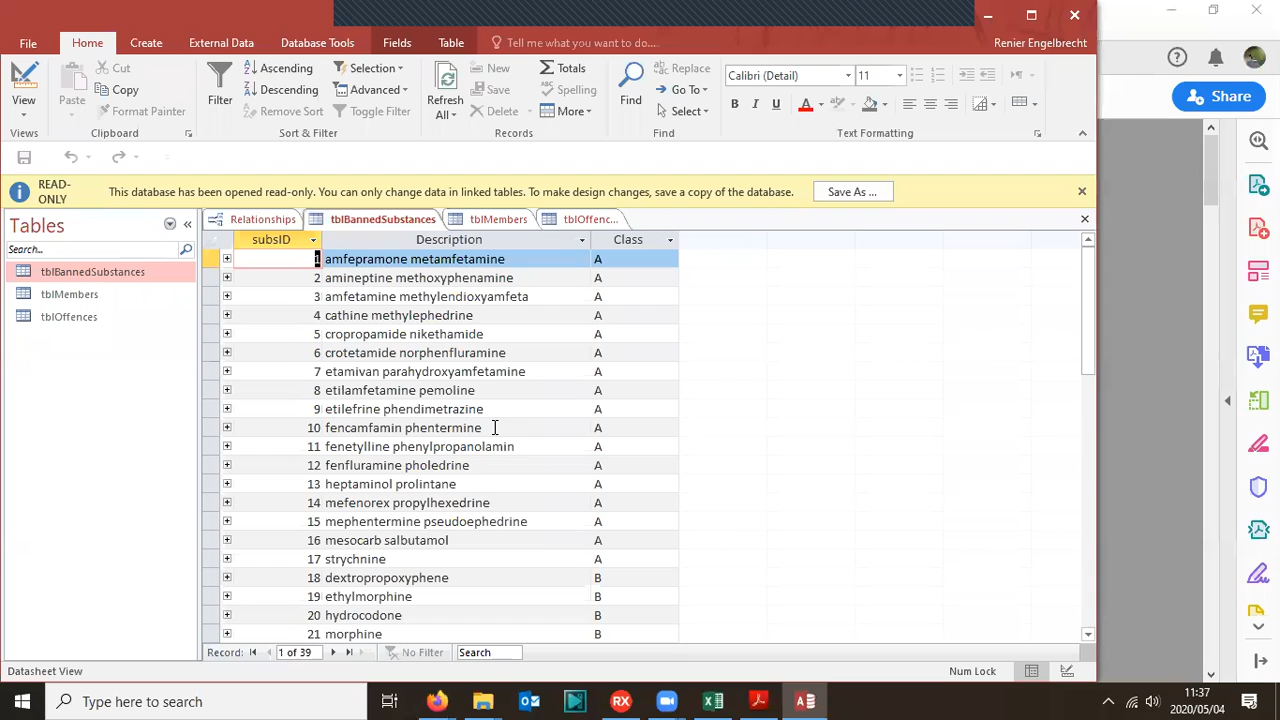 File Home Create External Data Database Tools Fields Table Tell me what you want to do... Renier Engelbrecht
View Paste Cut Copy Format Painter Filter Ascending Descending Remove Sort Selection Advanced Toggle Filter Refresh All New Save Delete Totals Spelling More Find Replace Go To Select Calibri (Detail) 11 B I U A
Views Clipboard Sort & Filter Records Find Text Formatting
Share
READ-ONLY This database has been opened read-only. You can only change data in linked tables. To make design changes, save a copy of the database. Save As ...
Tables
Search...
tblBannedSubstances
tblMembers
tblOffences
Relationships tblBannedSubstances tblMembers tblOffenc...
subsID Description Class
1 amfepramone metamfetamine A
2 amineptine methoxyphenamine A
3 amfetamine methylendioxyamfeta A
4 cathine methylephedrine A
5 cropropamide nikethamide A
6 crotetamide norphenfluramine A
7 etamivan parahydroxyamfetamine A
8 etilamfetamine pemoline A
9 etilefrine phendimetrazine A
10 fencamfamin phentermine A
11 fenetylline phenylpropanolamin A
12 fenfluramine pholedrine A
13 heptaminol prolintane A
14 mefenorex propylhexedrine A
15 mephentermine pseudoephedrine A
16 mesocarb salbutamol A
17 strychnine A
18 dextropropoxyphene B
19 ethylmorphine B
20 hydrocodone B
21 morphine B
Record: 1 of 39 No Filter Search
Datasheet View Num Lock
Type here to search
11:37
2020/05/04